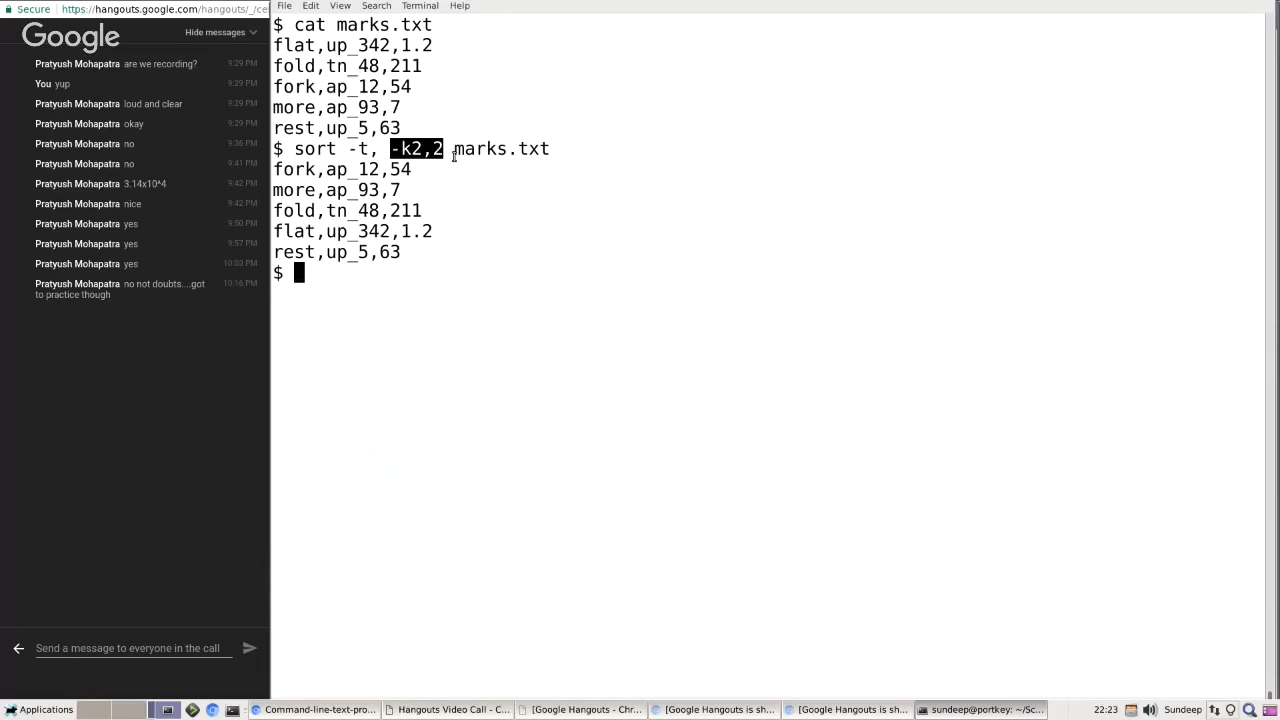 Secure https://hangouts.google.com/hangouts/_/ce
Google
Hide messages
Pratyush Mohapatra are we recording? 9:29 PM
You yup 9:29 PM
Pratyush Mohapatra loud and clear 9:29 PM
Pratyush Mohapatra okay 9:29 PM
Pratyush Mohapatra no 9:36 PM
Pratyush Mohapatra no 9:41 PM
Pratyush Mohapatra 3.14x10^4 9:42 PM
Pratyush Mohapatra nice 9:42 PM
Pratyush Mohapatra yes 9:50 PM
Pratyush Mohapatra yes 9:57 PM
Pratyush Mohapatra yes 10:03 PM
Pratyush Mohapatra no not doubts....got 10:16 PM
to practice though
Send a message to everyone in the call
File Edit View Search Terminal Help
$ cat marks.txt
flat,up_342,1.2
fold,tn_48,211
fork,ap_12,54
more,ap_93,7
rest,up_5,63
$ sort -t, -k2,2 marks.txt
fork,ap_12,54
more,ap_93,7
fold,tn_48,211
flat,up_342,1.2
rest,up_5,63
$
Applications Command-line-text-pro... Hangouts Video Call - C... [Google Hangouts - Chr... [Google Hangouts is sh... [Google Hangouts is sh... sundeep@portkey: ~/Sc... 22:23 Sundeep